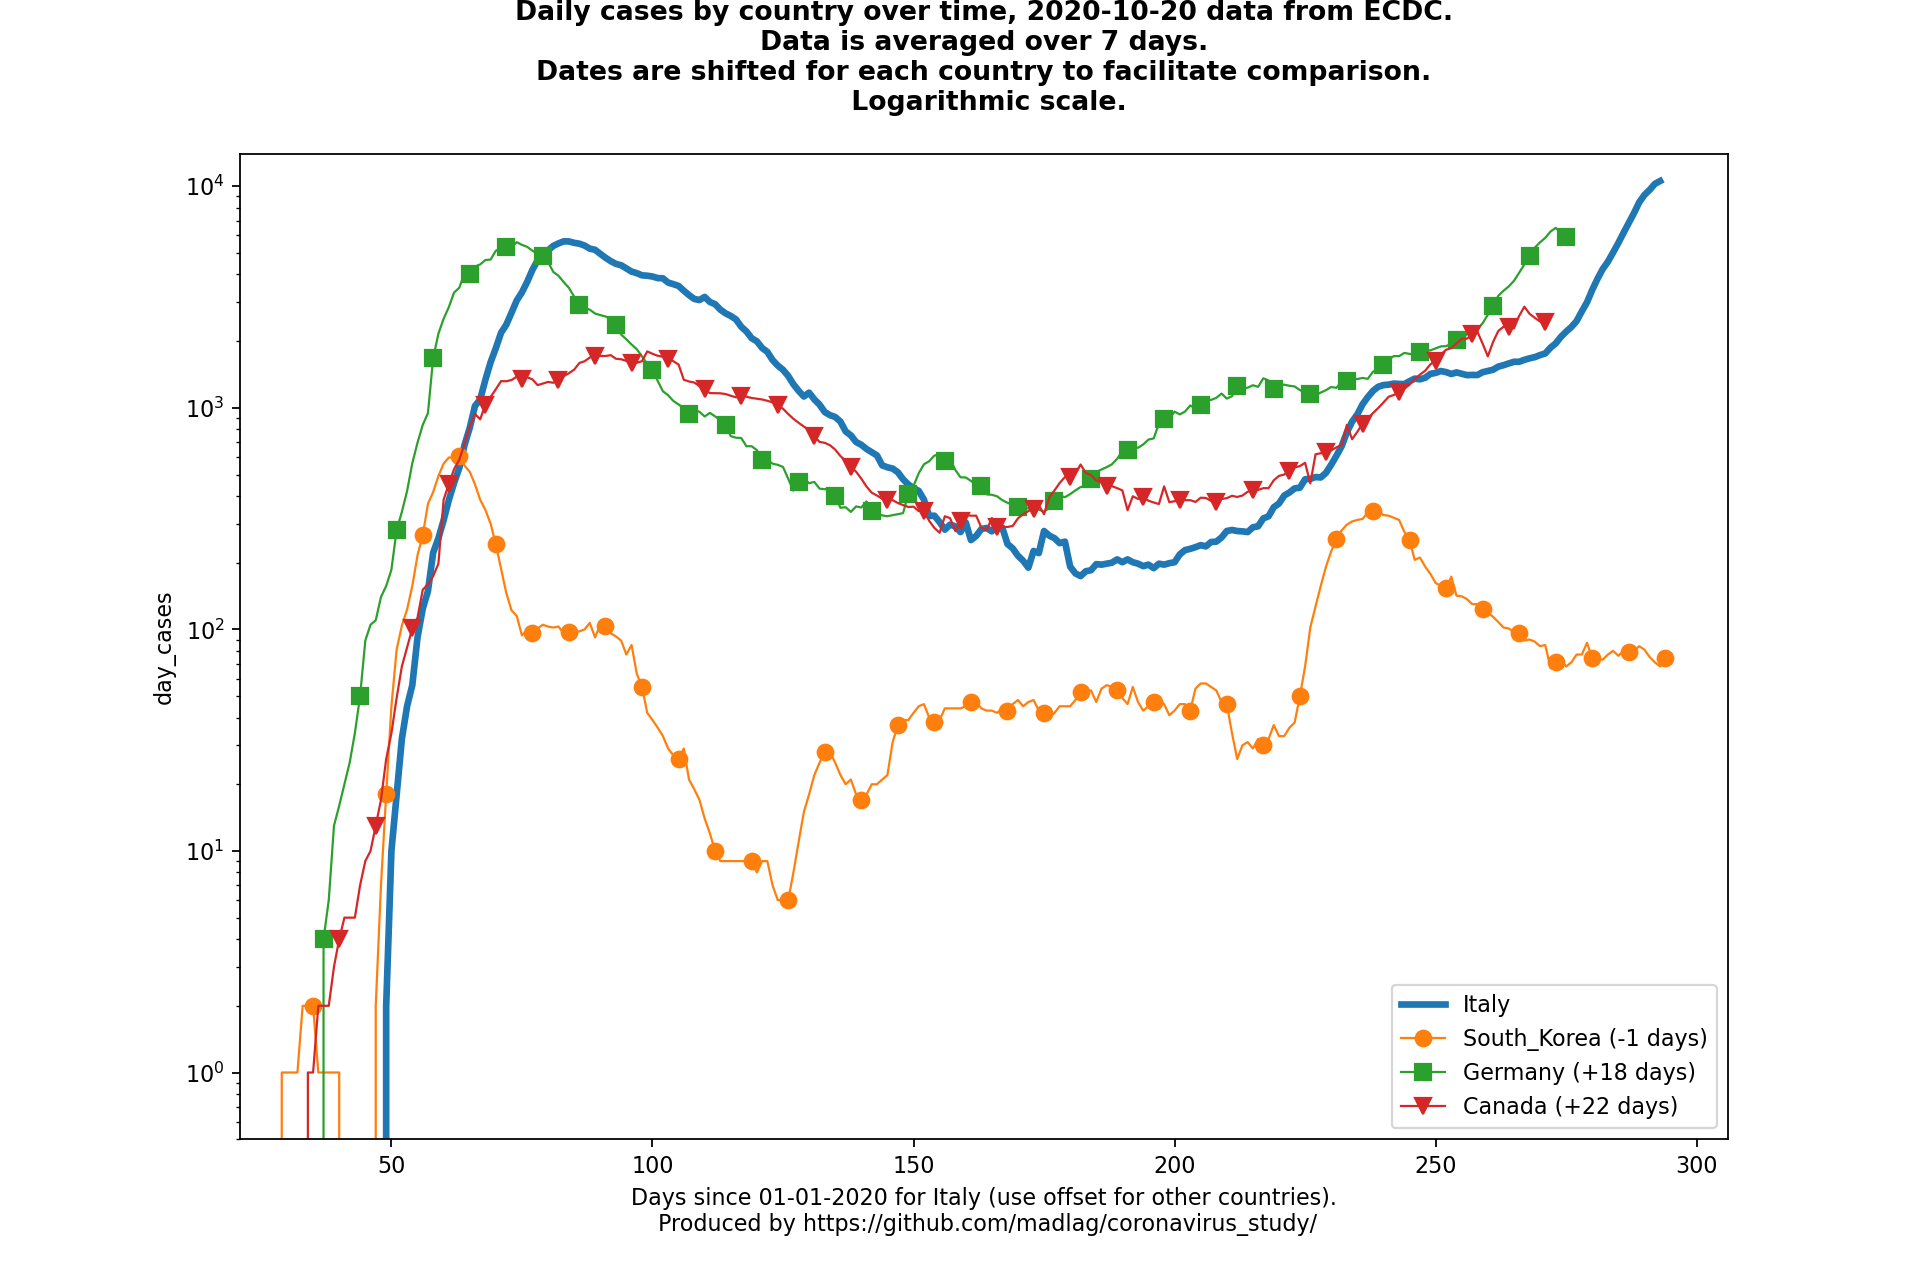 Daily cases by country over time, 2020-10-20 data from ECDC.
Data is averaged over 7 days.
Dates are shifted for each country to facilitate comparison.
Logarithmic scale.
10⁴
10³
10²
10¹
10⁰
day_cases
50
100
150
200
250
300
Italy
South_Korea (-1 days)
Germany (+18 days)
Canada (+22 days)
Days since 01-01-2020 for Italy (use offset for other countries).
Produced by https://github.com/madlag/coronavirus_study/